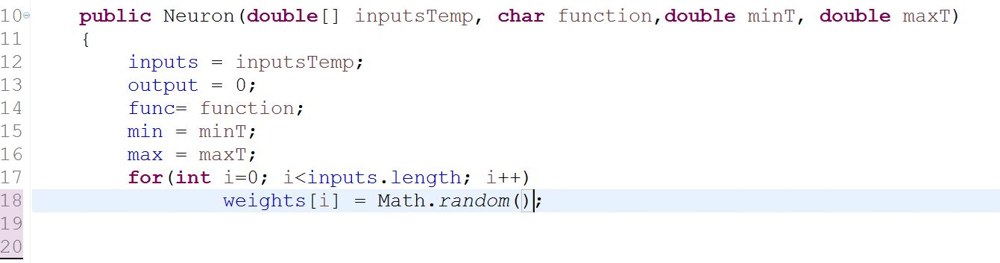 10 public Neuron(double[] inputsTemp, char function,double minT, double maxT)
11 {
12 inputs = inputsTemp;
13 output = 0;
14 func= function;
15 min = minT;
16 max = maxT;
17 for(int i=0; i<inputs.length; i++)
18 weights[i] = Math.random();
19
20